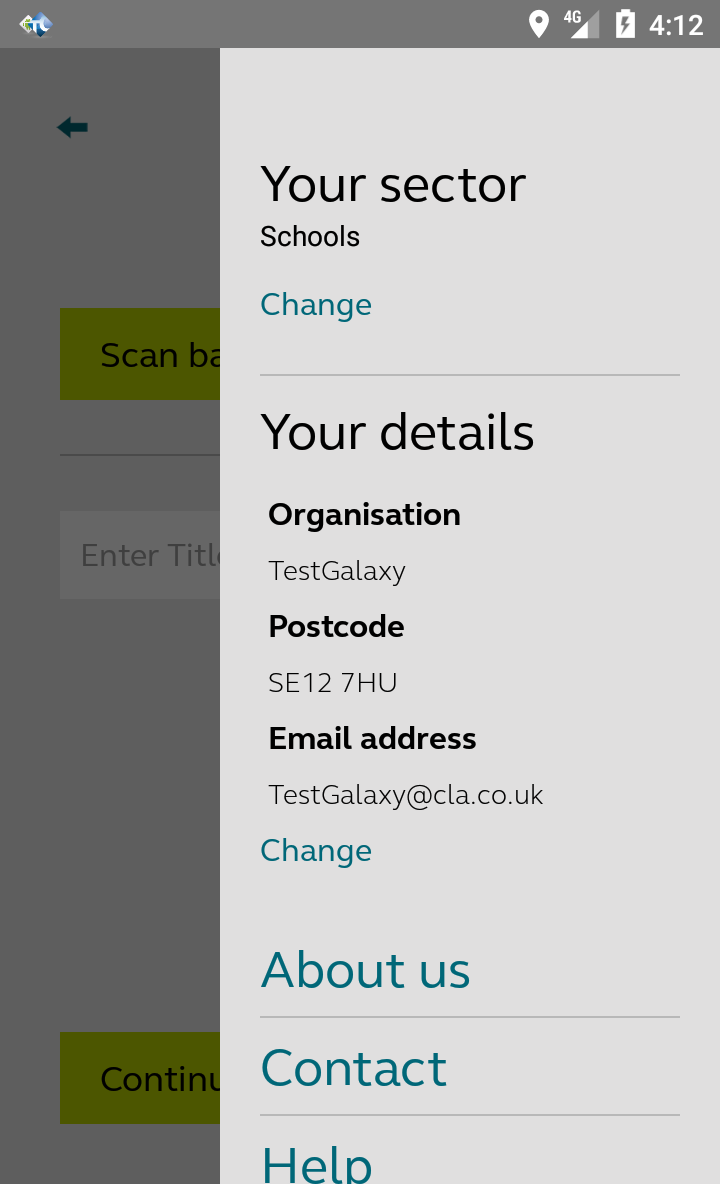 4G 4:12
Your sector
Schools
Change
Scan ba
Your details
Organisation
Enter Title
TestGalaxy
Postcode
SE12 7HU
Email address
TestGalaxy@cla.co.uk
Change
About us
Contact
Continu
Help